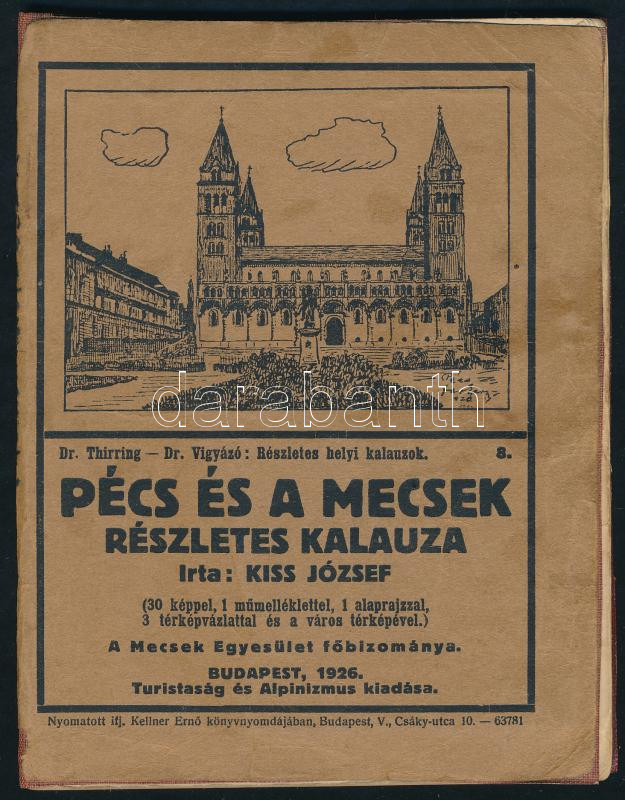 darabanth
Dr. Thirring — Dr. Vigyázó: Részletes helyi kalauzok. 8.
PÉCS ÉS A MECSEK
RÉSZLETES KALAUZA
Irta: KISS JÓZSEF
(30 képpel, 1 műmelléklettel, 1 alaprajzzal,
3 térképvázlattal és a város térképével.)
A Mecsek Egyesület főbizománya.
BUDAPEST, 1926.
Turistaság és Alpinizmus kiadása.
Nyomatott ifj. Kellner Ernő könyvnyomdájában, Budapest, V., Csáky-utca 10. — 63781